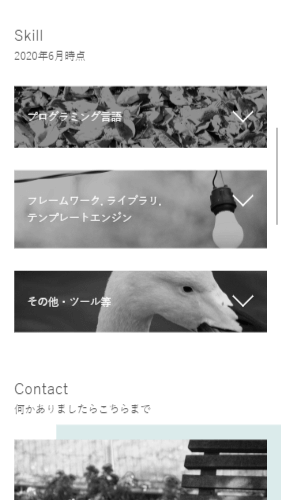 Skill
2020年6月時点
プログラミング言語
フレームワーク, ライブラリ,
テンプレートエンジン
その他・ツール等
Contact
何かありましたらこちらまで